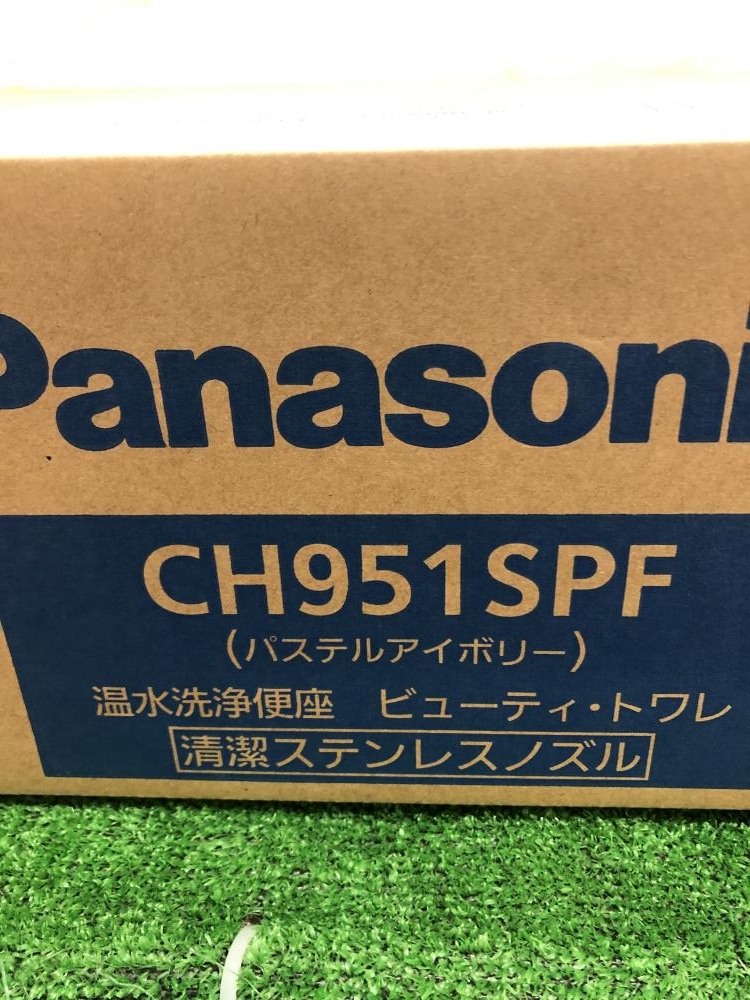 Panasonic
CH951SPF
(パステルアイボリー)
温水洗浄便座 ビューティ・トワレ
清潔ステンレスノズル